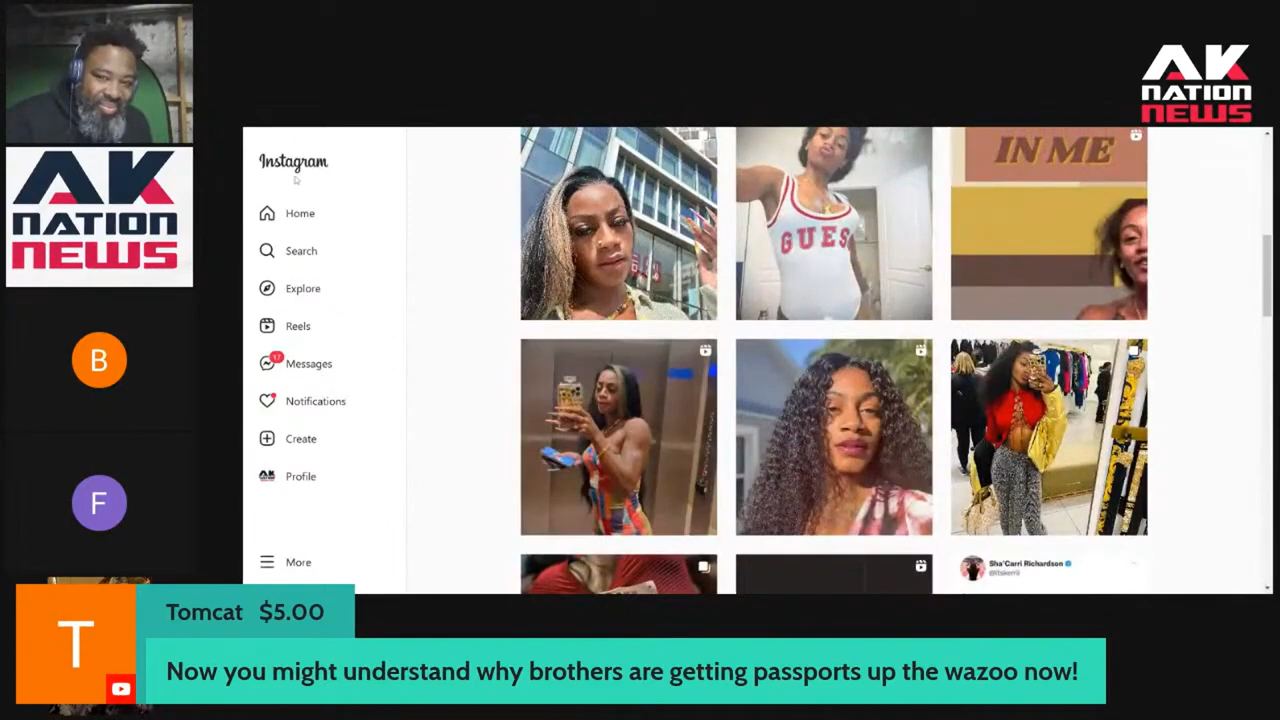 AK
NATION
NEWS
AK
NATION
NEWS
Instagram
Home
Search
Explore
Reels
17
Messages
Notifications
Create
Profile
More
GUES
IN ME
Sha'Carri Richardson
@itskerrii
B
F
T
Tomcat $5.00
Now you might understand why brothers are getting passports up the wazoo now!